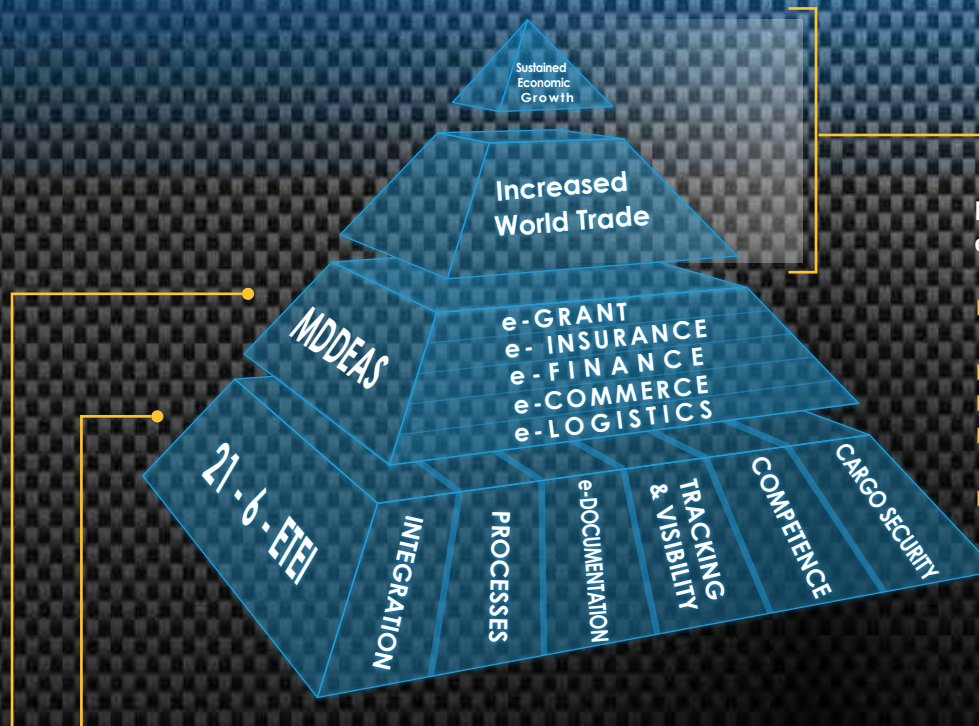 Sustained
Economic
Growth
Increased
World Trade
MDDEAS
e-GRANT
e- INSURANCE
e-FINANCE
e-COMMERCE
e-LOGISTICS
21 - 6 - ETEI
INTEGRATION
PROCESSES
e-DOCUMENTATION
TRACKING
& VISIBILITY
COMPETENCE
CARGO SECURITY